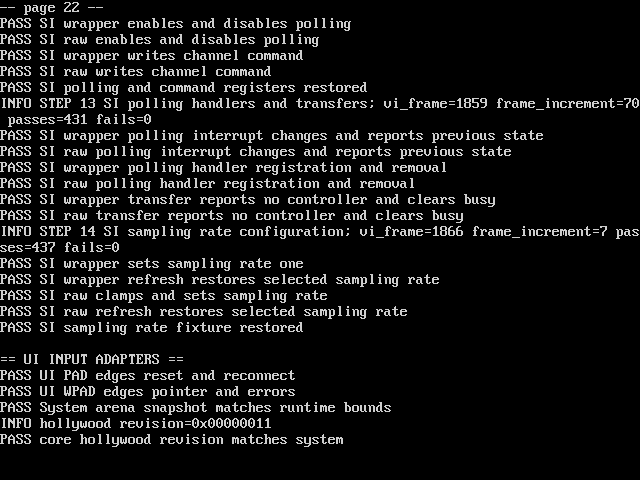 -- page 22 --
PASS SI wrapper enables and disables polling
PASS SI raw enables and disables polling
PASS SI wrapper writes channel command
PASS SI raw writes channel command
PASS SI polling and command registers restored
INFO STEP 13 SI polling handlers and transfers; vi_frame=1859 frame_increment=70
 passes=431 fails=0
PASS SI wrapper polling interrupt changes and reports previous state
PASS SI raw polling interrupt changes and reports previous state
PASS SI wrapper polling handler registration and removal
PASS SI raw polling handler registration and removal
PASS SI wrapper transfer reports no controller and clears busy
PASS SI raw transfer reports no controller and clears busy
INFO STEP 14 SI sampling rate configuration; vi_frame=1866 frame_increment=7 pas
ses=437 fails=0
PASS SI wrapper sets sampling rate one
PASS SI wrapper refresh restores selected sampling rate
PASS SI raw clamps and sets sampling rate
PASS SI raw refresh restores selected sampling rate
PASS SI sampling rate fixture restored

== UI INPUT ADAPTERS ==
PASS UI PAD edges reset and reconnect
PASS UI WPAD edges pointer and errors
PASS System arena snapshot matches runtime bounds
INFO hollywood revision=0x00000011
PASS core hollywood revision matches system